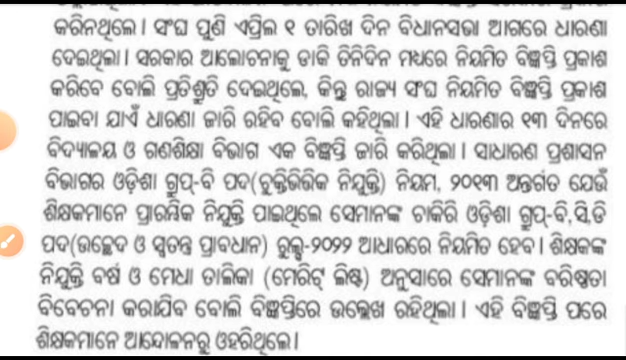 କରିନଥିଲେ। ସଂଘ ପୁଣି ଏପ୍ରିଲ ୧ ତାରିଖ ଦିନ ବିଧାନସଭା ଆଗରେ ଧାରଣା
ଦେଇଥିଲା। ସରକାର ଆଲୋଚନାକୁ ଡାକି ତିନିଦିନ ମଧ୍ୟରେ ନିୟମିତ ବିଜ୍ଞପ୍ତି ପ୍ରକାଶ
କରିବେ ବୋଲି ପ୍ରତିଶ୍ରୁତି ଦେଇଥିଲେ, କିନ୍ତୁ ରାଜ୍ୟ ସଂଘ ନିୟମିତ ବିଜ୍ଞପ୍ତି ପ୍ରକାଶ
ପାଇବା ଯାଏଁ ଧାରଣା ଜାରି ରହିବ ବୋଲି କହିଥିଲା। ଏହି ଧାରଣାର ୧୩ ଦିନରେ
ବିଦ୍ୟାଳୟ ଓ ଗଣଶିକ୍ଷା ବିଭାଗ ଏକ ବିଜ୍ଞପ୍ତି ଜାରି କରିଥିଲା। ସାଧାରଣ ପ୍ରଶାସନ
ବିଭାଗର ଓଡ଼ିଶା ଗ୍ରୁପ୍-ବି ପଦ(ଚୁକ୍ତିଭିତ୍ତିକ ନିଯୁକ୍ତି) ନିୟମ, ୨୦୧୩ ଅନ୍ତର୍ଗତ ଯେଉଁ
ଶିକ୍ଷକମାନେ ପ୍ରାରମ୍ଭିକ ନିଯୁକ୍ତି ପାଇଥିଲେ ସେମାନଙ୍କ ଚାକିରି ଓଡ଼ିଶା ଗ୍ରୁପ୍-ବି,ସି,ଡି
ପଦ(ଉଚ୍ଛେଦ ଓ ସ୍ୱତନ୍ତ୍ର ପ୍ରାବଧାନ) ରୁଲ୍ସ-୨୦୨୨ ଆଧାରରେ ନିୟମିତ ହେବ। ଶିକ୍ଷକଙ୍କ
ନିଯୁକ୍ତି ବର୍ଷ ଓ ମେଧା ତାଲିକା (ମେରିଟ୍ ଲିଷ୍ଟ) ଅନୁସାରେ ସେମାନଙ୍କ ବରିଷ୍ଠତା
ବିବେଚନା କରାଯିବ ବୋଲି ବିଜ୍ଞପ୍ତିରେ ଉଲ୍ଲେଖ ରହିଥିଲା। ଏହି ବିଜ୍ଞପ୍ତି ପରେ
ଶିକ୍ଷକମାନେ ଆନ୍ଦୋଳନରୁ ଓହରିଥିଲେ।